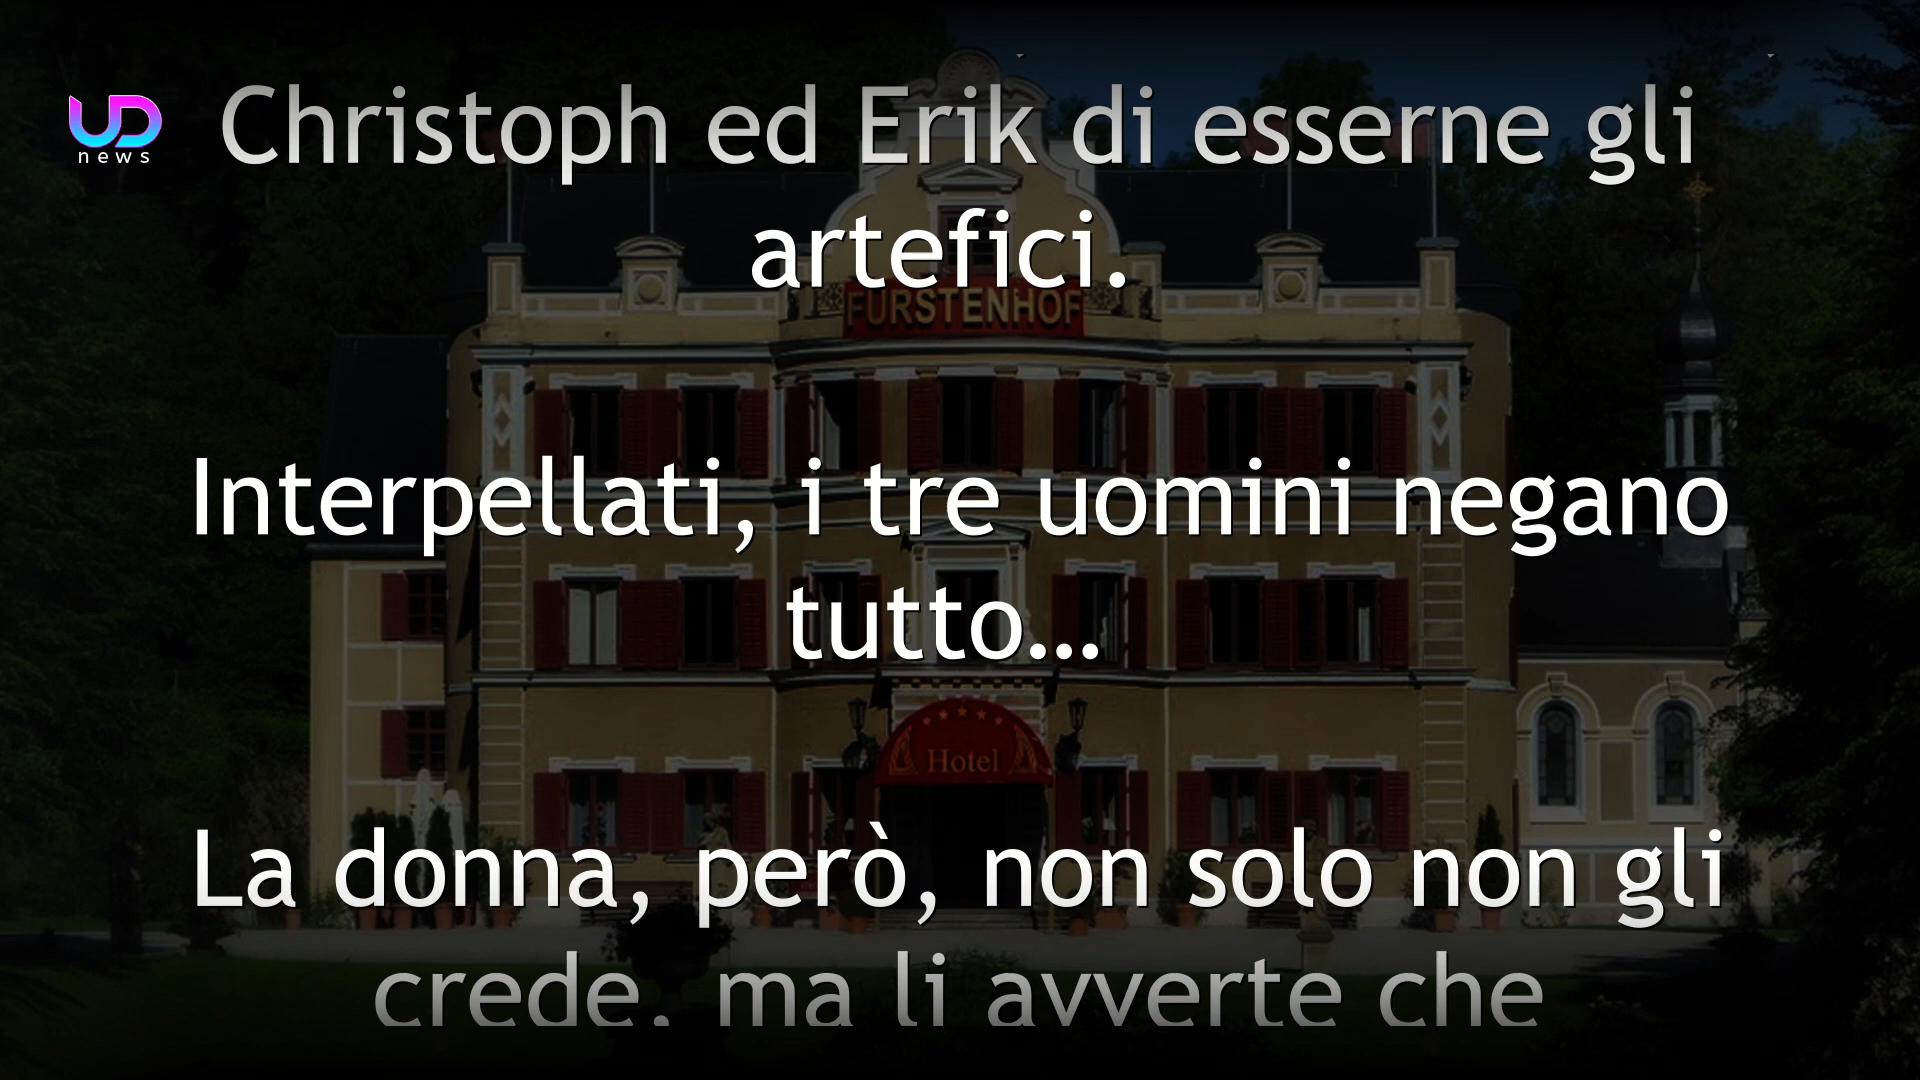 UD
news
Christoph ed Erik di esserne gli
artefici.
FÜRSTENHOF
Interpellati, i tre uomini negano
tutto...
Hotel
La donna, però, non solo non gli
crede, ma li avverte che